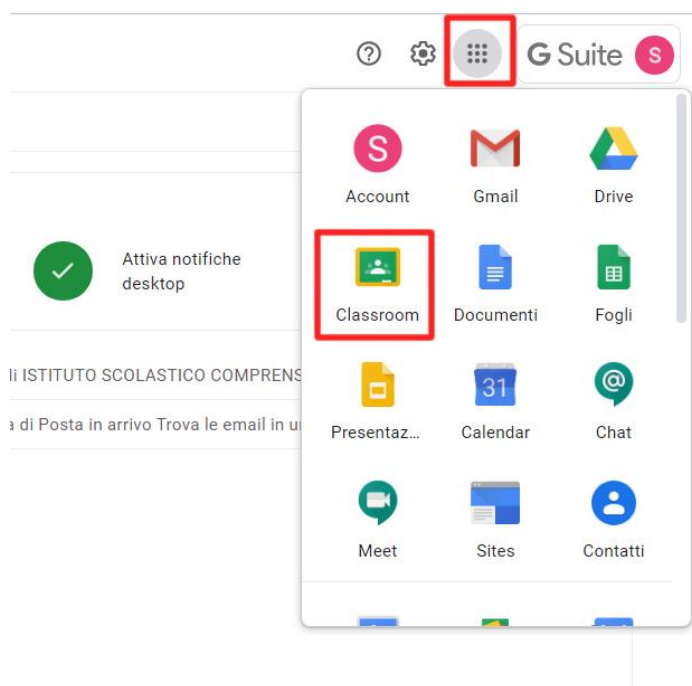 G Suite S
S
Account Gmail Drive
Attiva notifiche
desktop
Classroom Documenti Fogli
li ISTITUTO SCOLASTICO COMPRENS
31
Presentaz... Calendar Chat
a di Posta in arrivo Trova le email in u
Meet Sites Contatti